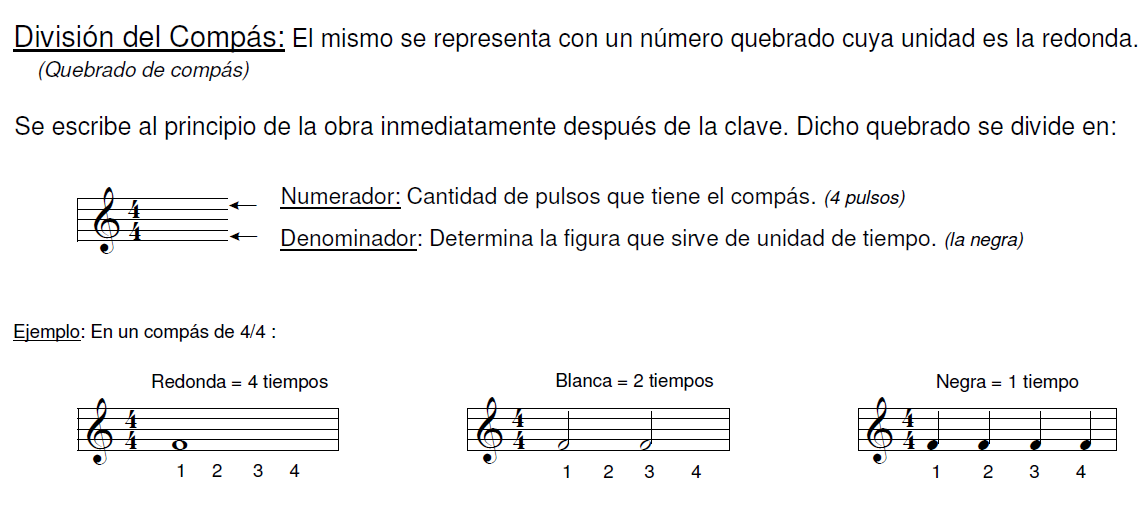 División del Compás: El mismo se representa con un número quebrado cuya unidad es la redonda.
(Quebrado de compás)
Se escribe al principio de la obra inmediatamente después de la clave. Dicho quebrado se divide en:
4
4
Numerador: Cantidad de pulsos que tiene el compás. (4 pulsos)
Denominador: Determina la figura que sirve de unidad de tiempo. (la negra)
Ejemplo: En un compás de 4/4 :
Redonda = 4 tiempos
4
4
1 2 3 4
Blanca = 2 tiempos
4
4
1 2 3 4
Negra = 1 tiempo
4
4
1 2 3 4